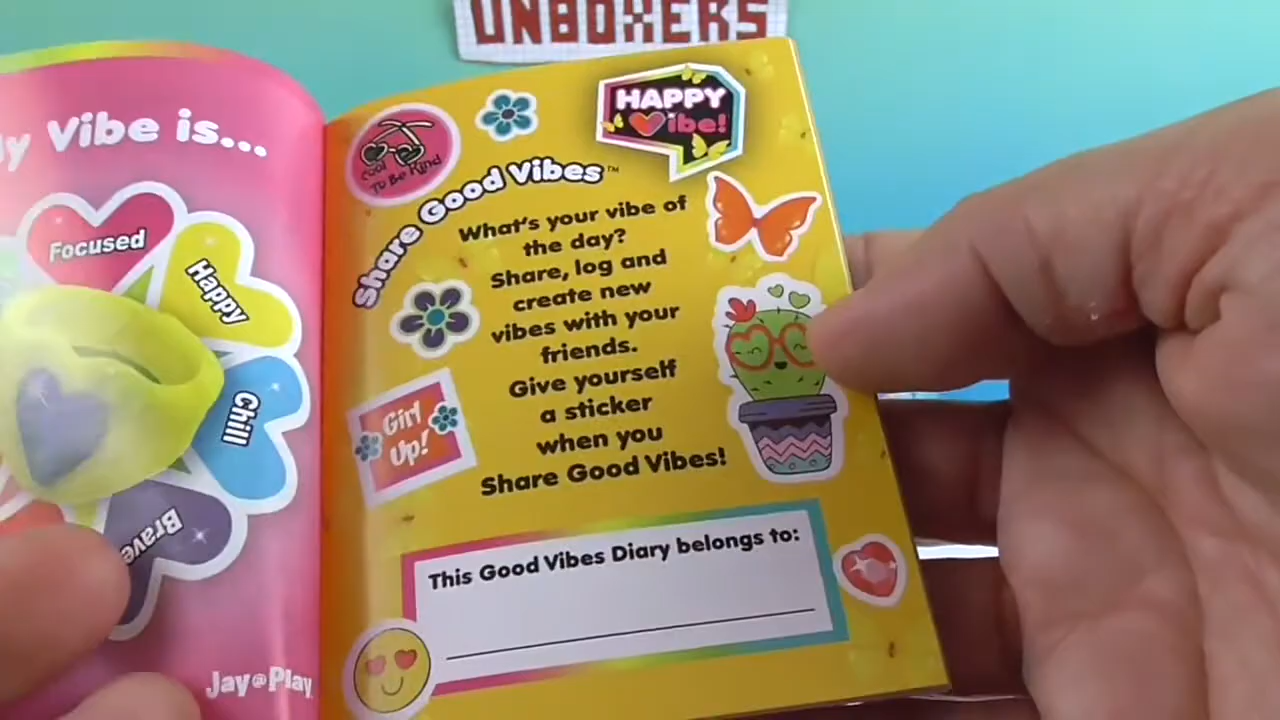 UNBOXERS
My Vibe is...
Focused
Happy
Chill
Brave
Jay@Play
Cool
To Be Kind
HAPPY
Vibe!
Share Good Vibes™
What's your vibe of
the day?
Share, log and
create new
vibes with your
friends.
Give yourself
a sticker
when you
Share Good Vibes!
Girl
Up!
This Good Vibes Diary belongs to: